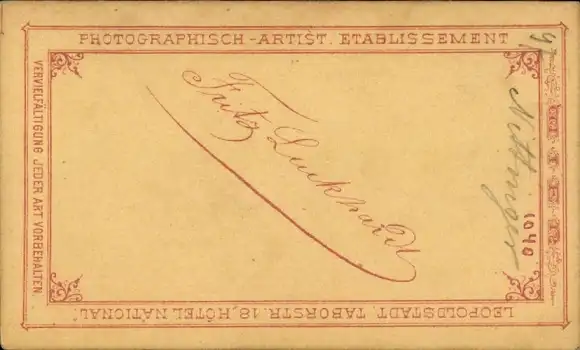 PHOTOGRAPHISCH-ARTIST. ETABLISSEMENT
Fritz Luckhardt
LEOPOLDSTADT, TABORSTR. 18, „HÔTEL NATIONAL"
VERVIELFÄLTIGUNG JEDER ART VORBEHALTEN.
1040